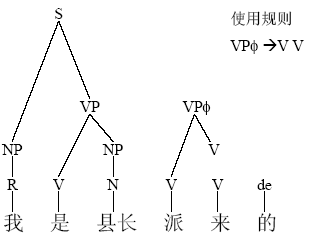 S
使用规则
VPφ→V V
VP VPφ
NP NP V
R V N V V de
我 是 县长 派 来 的